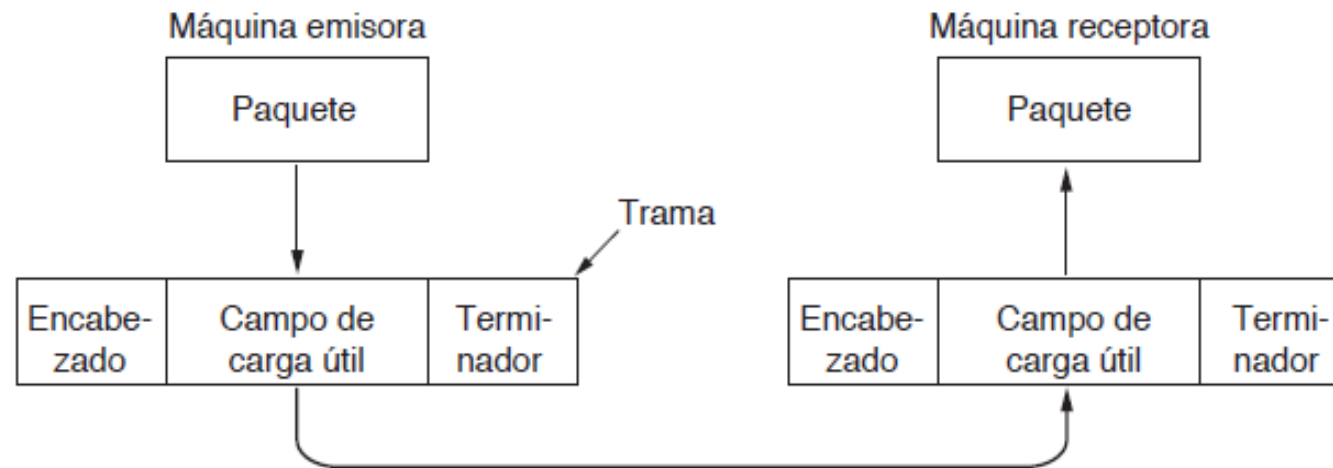 Máquina emisora
Máquina receptora
Paquete
Paquete
Trama
Encabe-
zado
Campo de
carga útil
Termi-
nador
Encabe-
zado
Campo de
carga útil
Termi-
nador